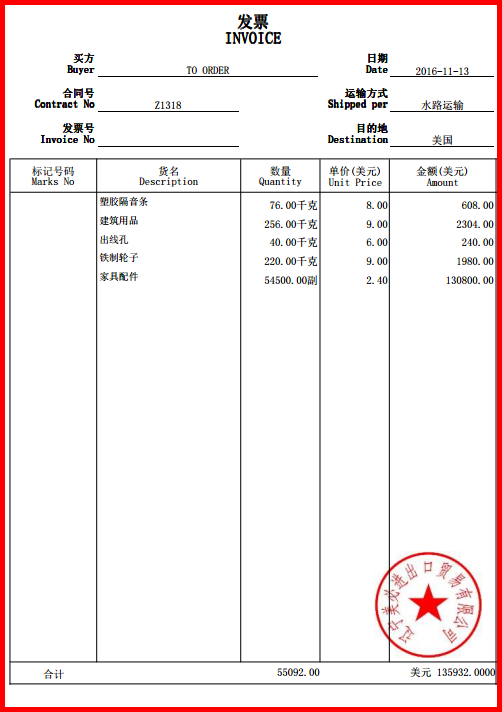 发票
INVOICE
买方
Buyer
TO ORDER
日期
Date
2016-11-13
合同号
Contract No
Z1318
运输方式
Shipped per
水路运输
发票号
Invoice No
目的地
Destination
美国
标记号码 货名 数量 单价(美元) 金额(美元)
Marks No Description Quantity Unit Price Amount
塑胶隔音条 76.00千克 8.00 608.00
建筑用品 256.00千克 9.00 2304.00
出线孔 40.00千克 6.00 240.00
铁制轮子 220.00千克 9.00 1980.00
家具配件 54500.00副 2.40 130800.00
辽宁美必进出口贸易有限公司
合计 55092.00 美元 135932.0000